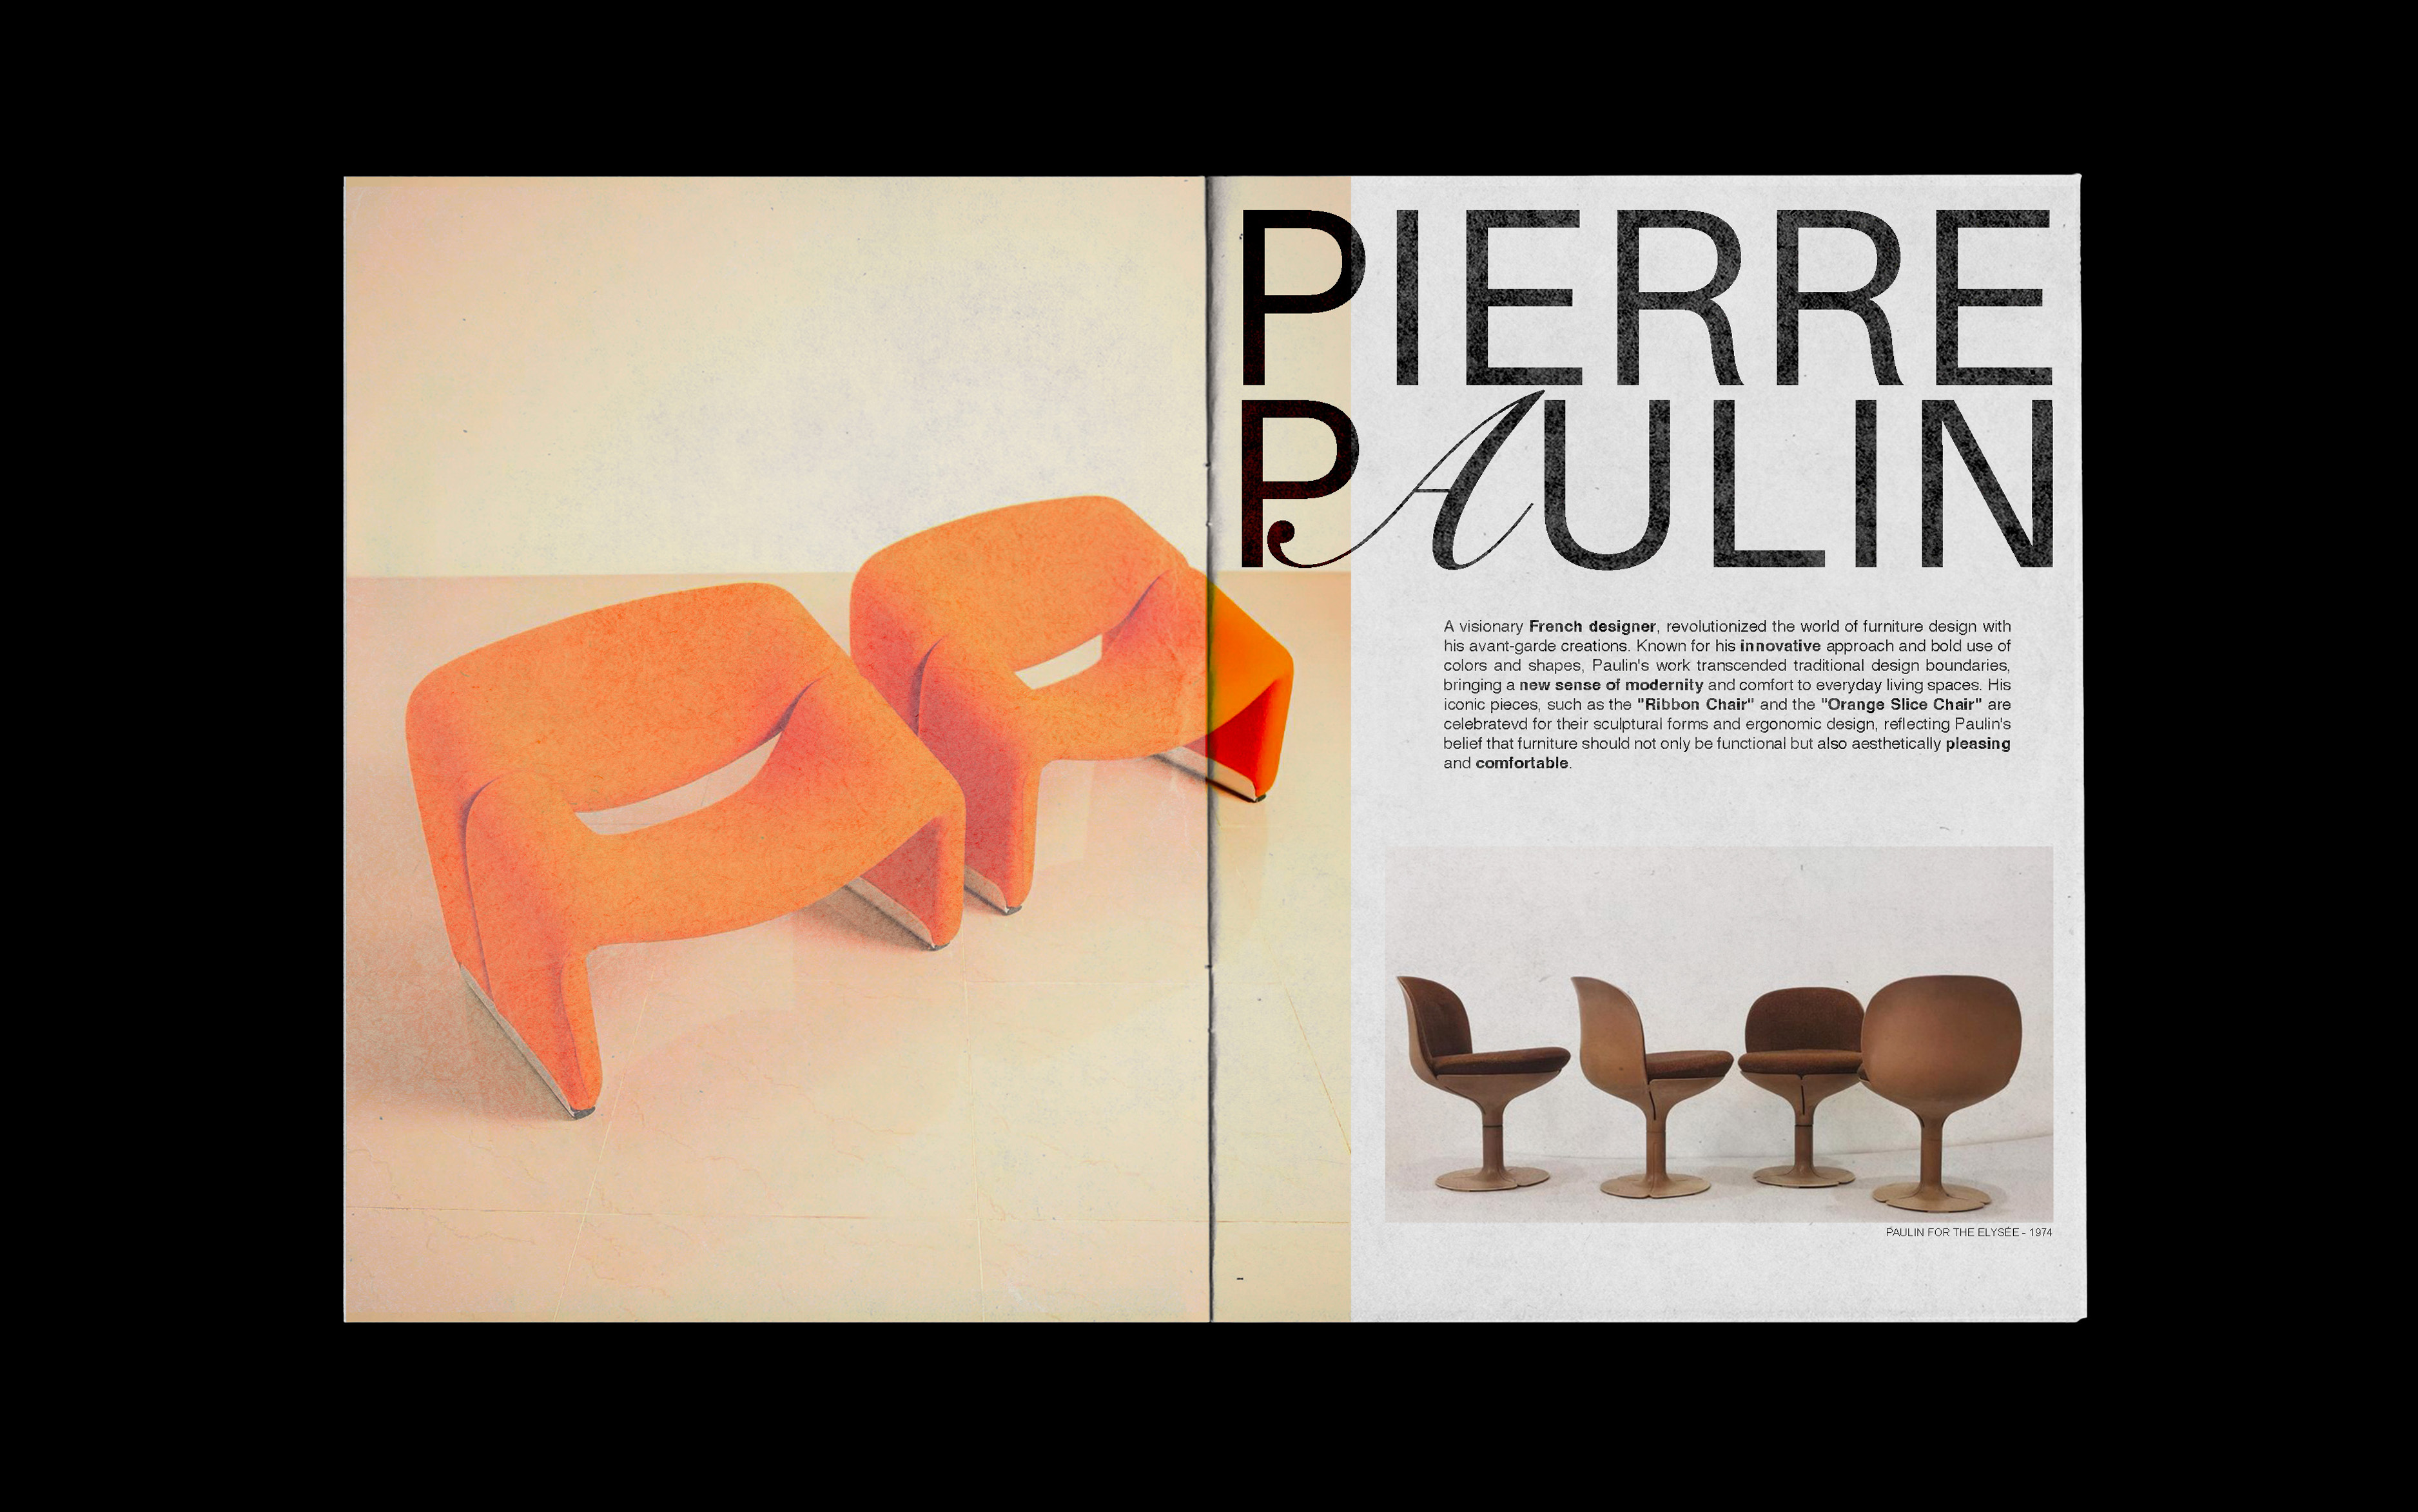 PIERRE
PAULIN
A visionary French designer, revolutionized the world of furniture design with
his avant-garde creations. Known for his innovative approach and bold use of
colors and shapes, Paulin's work transcended traditional design boundaries,
bringing a new sense of modernity and comfort to everyday living spaces. His
iconic pieces, such as the "Ribbon Chair" and the "Orange Slice Chair" are
celebratevd for their sculptural forms and ergonomic design, reflecting Paulin's
belief that furniture should not only be functional but also aesthetically pleasing
and comfortable.
PAULIN FOR THE ELYSÉE - 1974